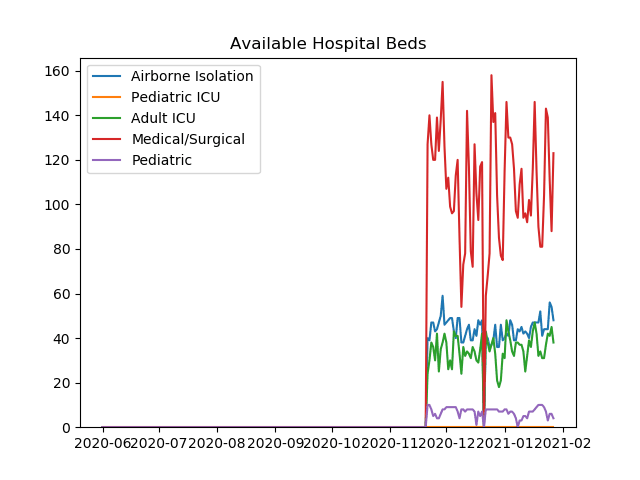 Available Hospital Beds
Airborne Isolation
Pediatric ICU
Adult ICU
Medical/Surgical
Pediatric
160
140
120
100
80
60
40
20
0
2020-06 2020-07 2020-08 2020-09 2020-10 2020-11 2020-12 2021-01 2021-02